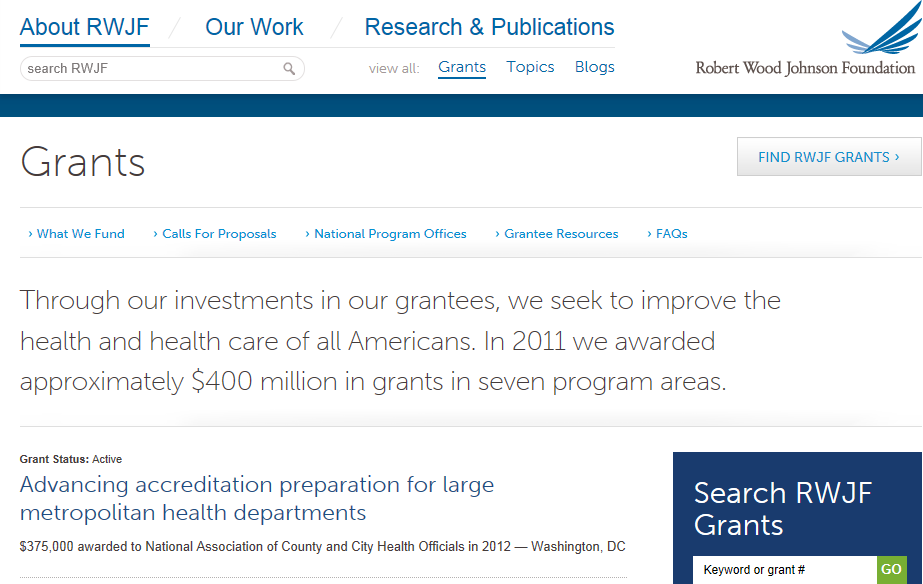 About RWJF / Our Work / Research & Publications
search RWJF
view all: Grants Topics Blogs
Robert Wood Johnson Foundation
Grants
FIND RWJF GRANTS ›
› What We Fund › Calls For Proposals › National Program Offices › Grantee Resources › FAQs
Through our investments in our grantees, we seek to improve the
health and health care of all Americans. In 2011 we awarded
approximately $400 million in grants in seven program areas.
Grant Status: Active
Advancing accreditation preparation for large
metropolitan health departments
$375,000 awarded to National Association of County and City Health Officials in 2012 — Washington, DC
Search RWJF
Grants
Keyword or grant # GO